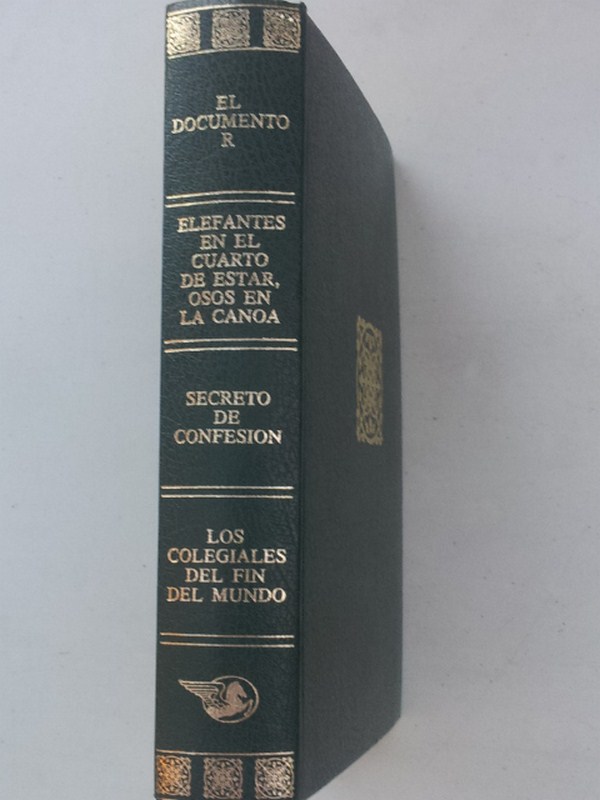 EL
DOCUMENTO
R
ELEFANTES
EN EL
CUARTO
DE ESTAR,
OSOS EN
LA CANOA
SECRETO
DE
CONFESION
LOS
COLEGIALES
DEL FIN
DEL MUNDO